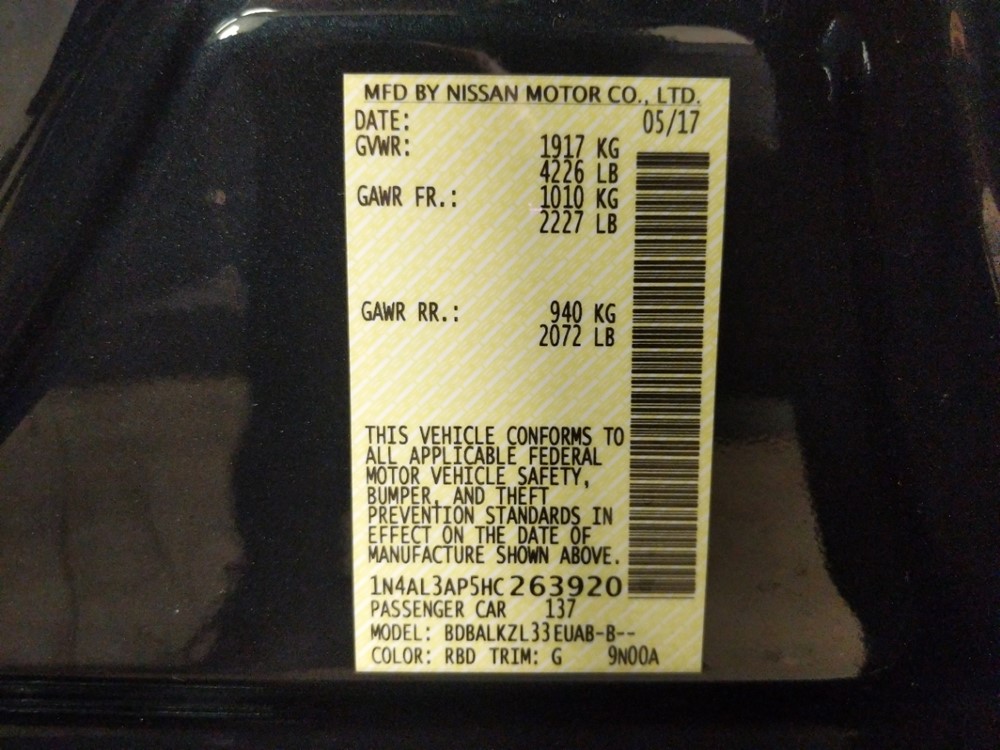 MFD BY NISSAN MOTOR CO., LTD.
DATE: 05/17
GVWR: 1917 KG
4226 LB
GAWR FR.: 1010 KG
2227 LB
GAWR RR.: 940 KG
2072 LB
THIS VEHICLE CONFORMS TO
ALL APPLICABLE FEDERAL
MOTOR VEHICLE SAFETY,
BUMPER, AND THEFT
PREVENTION STANDARDS IN
EFFECT ON THE DATE OF
MANUFACTURE SHOWN ABOVE.
1N4AL3AP5HC263920
PASSENGER CAR 137
MODEL: BDBALKZL33EUAB-B--
COLOR: RBD TRIM: G 9N00A